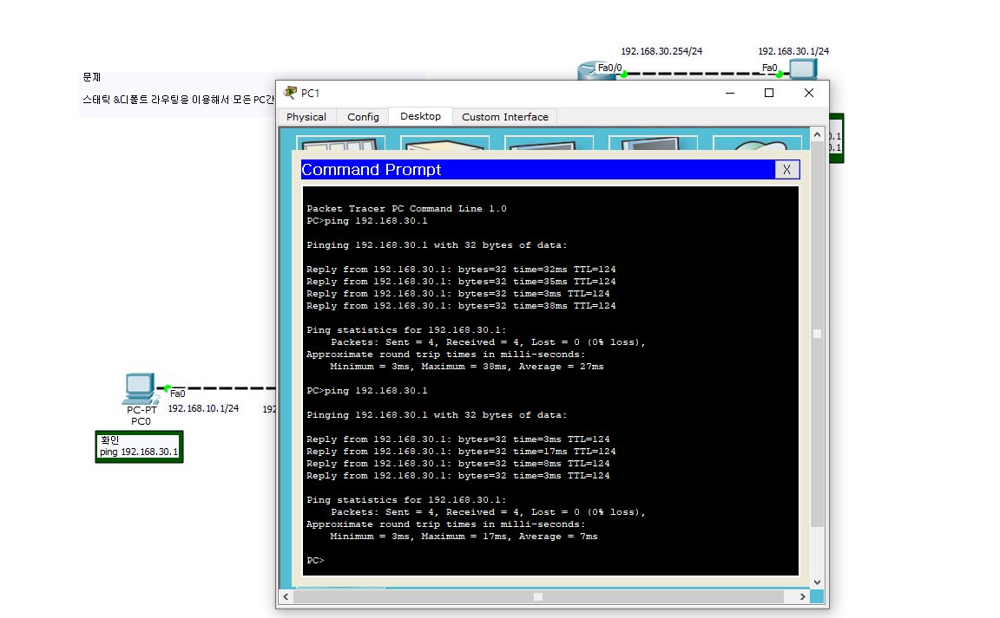 192.168.30.254/24
192.168.30.1/24
Fa0/0
Fa0
문제
스태틱 &디폴트 라우팅을 이용해서 모든 PC간
PC1
Physical
Config
Desktop
Custom Interface
0.1
0.1
Command Prompt
X
Packet Tracer PC Command Line 1.0
PC>ping 192.168.30.1
Pinging 192.168.30.1 with 32 bytes of data:
Reply from 192.168.30.1: bytes=32 time=32ms TTL=124
Reply from 192.168.30.1: bytes=32 time=35ms TTL=124
Reply from 192.168.30.1: bytes=32 time=3ms TTL=124
Reply from 192.168.30.1: bytes=32 time=38ms TTL=124
Ping statistics for 192.168.30.1:
Packets: Sent = 4, Received = 4, Lost = 0 (0% loss),
Approximate round trip times in milli-seconds:
Minimum = 3ms, Maximum = 38ms, Average = 27ms
PC>ping 192.168.30.1
Pinging 192.168.30.1 with 32 bytes of data:
Reply from 192.168.30.1: bytes=32 time=3ms TTL=124
Reply from 192.168.30.1: bytes=32 time=17ms TTL=124
Reply from 192.168.30.1: bytes=32 time=8ms TTL=124
Reply from 192.168.30.1: bytes=32 time=3ms TTL=124
Ping statistics for 192.168.30.1:
Packets: Sent = 4, Received = 4, Lost = 0 (0% loss),
Approximate round trip times in milli-seconds:
Minimum = 3ms, Maximum = 17ms, Average = 7ms
PC>
Fa0
192.168.10.1/24
192
PC-PT
PC0
확인
ping 192.168.30.1